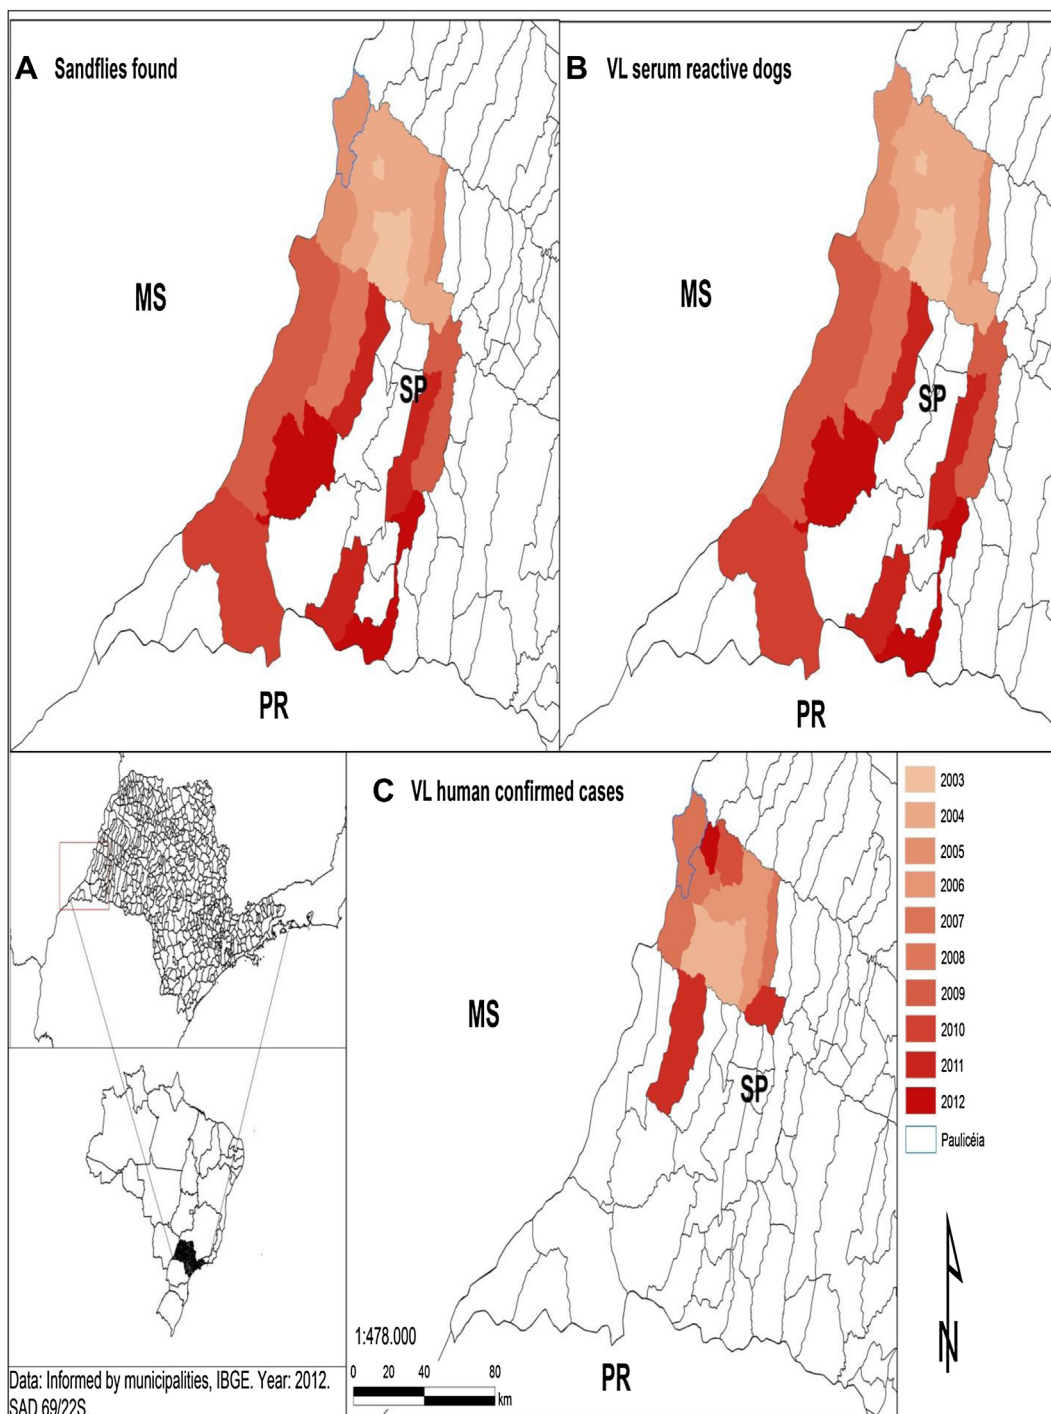 A Sandflies found
MS
SP
PR
B VL serum reactive dogs
MS
SP
PR
C VL human confirmed cases
MS
SP
PR
1:478.000
0 20 40 80
km
2003
2004
2005
2006
2007
2008
2009
2010
2011
2012
Paulicéia
N
Data: Informed by municipalities, IBGE. Year: 2012.
SAD 69/22S